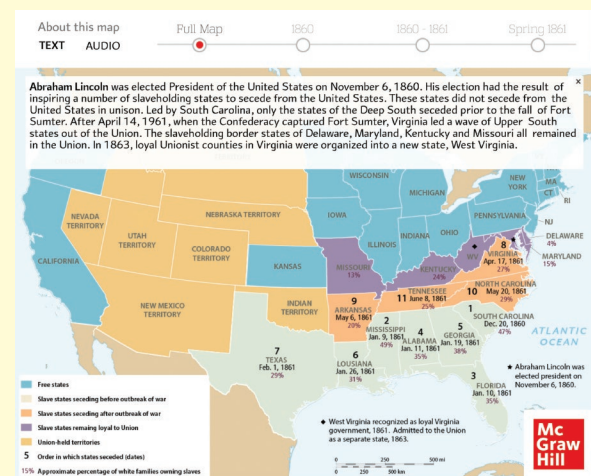 About this map
TEXT AUDIO
Full Map
1860
1860 - 1861
Spring 1861
x
Abraham Lincoln was elected President of the United States on November 6, 1860. His election had the result of
inspiring a number of slaveholding states to secede from the United States. These states did not secede from the
United States in unison. Led by South Carolina, only the states of the Deep South seceded prior to the fall of Fort
Sumter. After April 14, 1961, when the Confederacy captured Fort Sumter, Virginia led a wave of Upper South
states out of the Union. The slaveholding border states of Delaware, Maryland, Kentucky and Missouri all remained
in the Union. In 1863, loyal Unionist counties in Virginia were organized into a new state, West Virginia.
WISCONSIN
MICHIGAN
NEW
YORK
MA
CT
RI
NEVADA
TERRITORY
NEBRASKA TERRITORY
IOWA
PENNSYLVANIA
NJ
UTAH
TERRITORY
COLORADO
TERRITORY
ILLINOIS
INDIANA
OHIO
DELAWARE
4%
MARYLAND
15%
CALIFORNIA
KANSAS
MISSOURI
13%
KENTUCKY
24%
WV
8
VIRGINIA
Apr. 17, 1861
27%
NEW MEXICO
TERRITORY
INDIAN
TERRITORY
9
ARKANSAS
May 6, 1861
20%
11 TENNESSEE
June 8, 1861
25%
10 NORTH CAROLINA
May 20, 1861
29%
1
SOUTH CAROLINA
Dec. 20, 1860
47%
2
MISSISSIPPI
Jan. 9, 1861
49%
4
ALABAMA
Jan. 11, 1861
35%
5
GEORGIA
Jan. 19, 1861
38%
ATLANTIC
OCEAN
7
TEXAS
Feb. 1, 1861
29%
6
LOUSIANA
Jan. 26, 1861
31%
3
FLORIDA
Jan. 10, 1861
35%
★ Abraham Lincoln was
elected president on
November 6, 1860.
◆ West Virginia recognized as loyal Virginia
government, 1861. Admitted to the Union
as a separate state, 1863.
0 250 500 mi
0 250 500 km
Free states
Slave states seceding before outbreak of war
Slave states seceding after outbreak of war
Slave states remaining loyal to Union
Union-held territories
5 Order in which states seceded (dates)
15% Approximate percentage of white families owning slaves
Mc
Graw
Hill